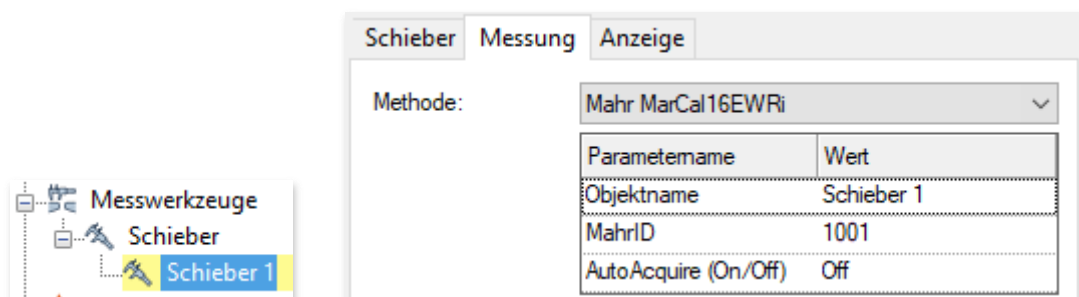 Schieber Messung Anzeige
Methode: Mahr MarCal16EWRi
Parametername Wert
Objektname Schieber 1
MahrID 1001
AutoAcquire (On/Off) Off
Messwerkzeuge
Schieber
Schieber 1